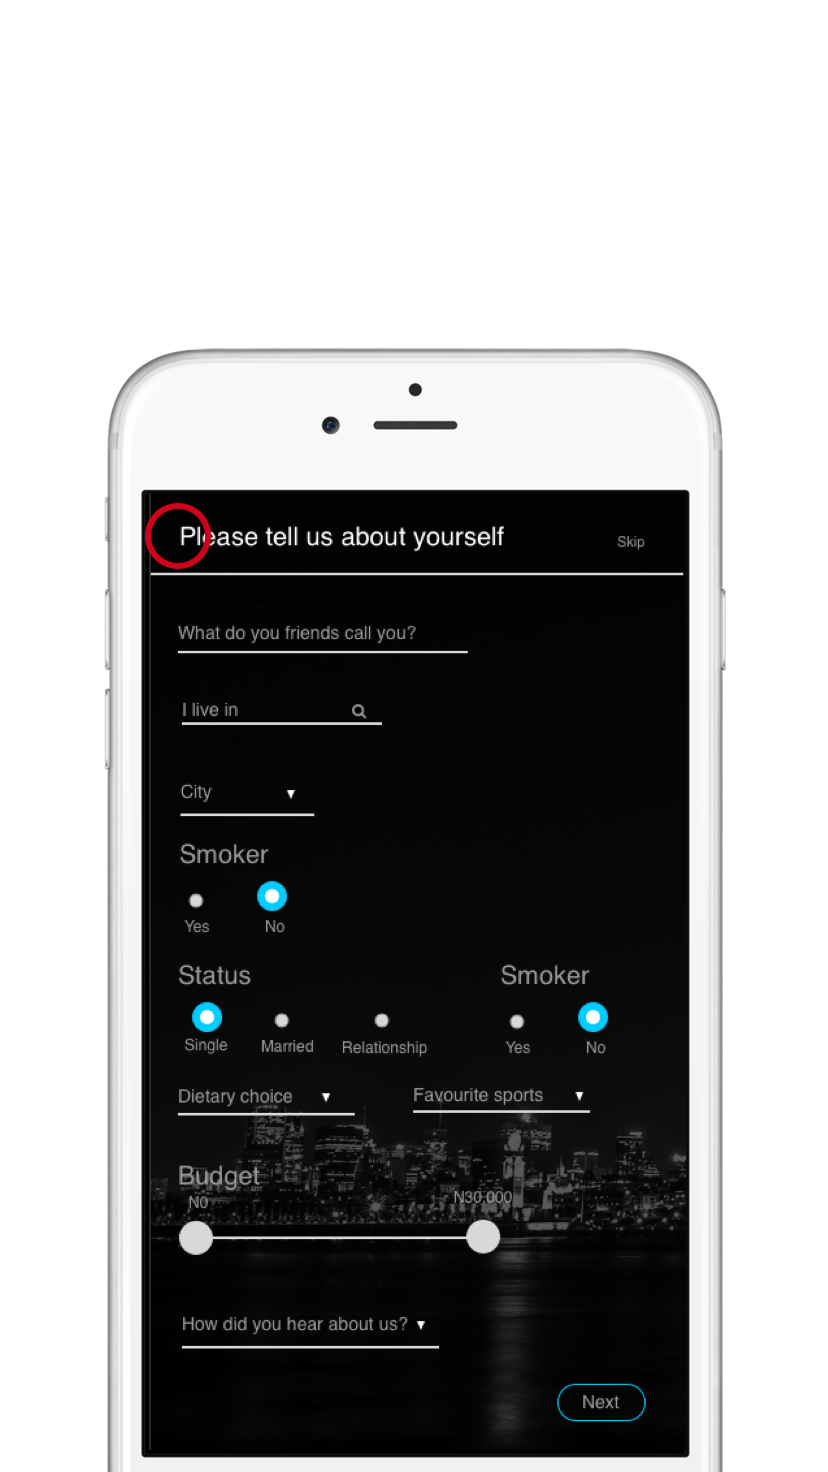 Please tell us about yourself
Skip
What do you friends call you?
I live in
City
Smoker
Yes No
Status Smoker
Single Married Relationship Yes No
Dietary choice Favourite sports
Budget
N0 N30,000
How did you hear about us?
Next